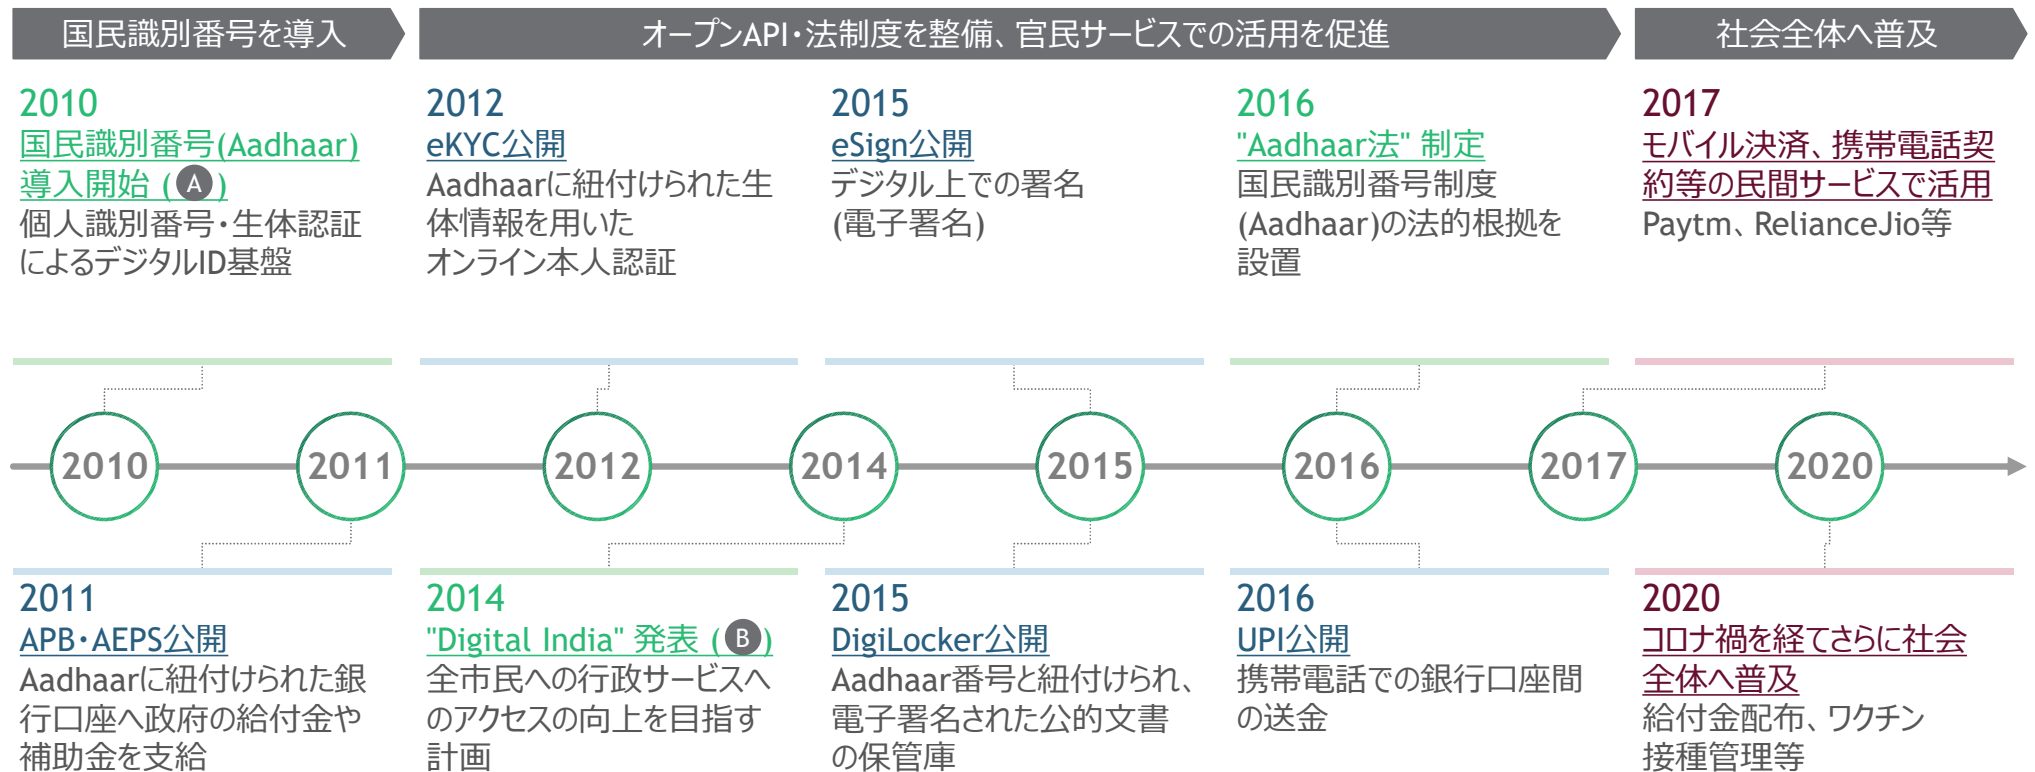 国民識別番号を導入
オープンAPI・法制度を整備、官民サービスでの活用を促進
社会全体へ普及
2010
国民識別番号(Aadhaar)
導入開始 (A)
個人識別番号・生体認証
によるデジタルID基盤
2012
eKYC公開
Aadhaarに紐付けられた生
体情報を用いた
オンライン本人認証
2015
eSign公開
デジタル上での署名
(電子署名)
2016
"Aadhaar法" 制定
国民識別番号制度
(Aadhaar)の法的根拠を
設置
2017
モバイル決済、携帯電話契
約等の民間サービスで活用
Paytm、RelianceJio等
2010
2011
2012
2014
2015
2016
2017
2020
2011
APB・AEPS公開
Aadhaarに紐付けられた銀
行口座へ政府の給付金や
補助金を支給
2014
"Digital India" 発表 (B)
全市民への行政サービスへ
のアクセスの向上を目指す
計画
2015
DigiLocker公開
Aadhaar番号と紐付けられ、
電子署名された公的文書
の保管庫
2016
UPI公開
携帯電話での銀行口座間
の送金
2020
コロナ禍を経てさらに社会
全体へ普及
給付金配布、ワクチン
接種管理等